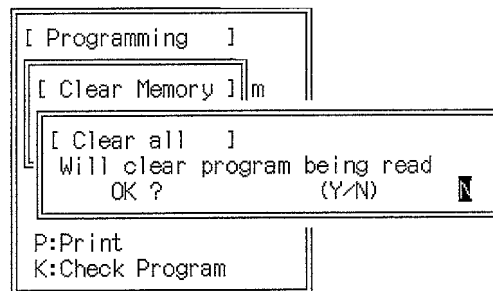 [ Programming ]
[ Clear Memory ] m
[ Clear all ]
Will clear program being read
OK ? (Y/N) N
P:Print
K:Check Program